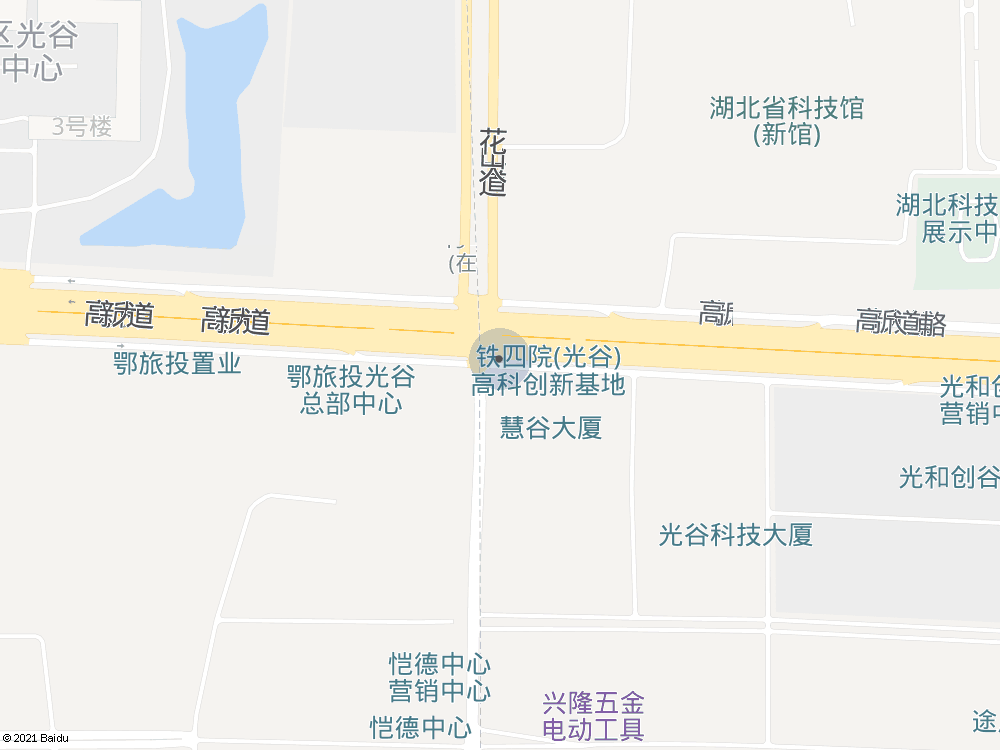 区光谷
中心
3号楼
湖北省科技馆
(新馆)
花山道
湖北科技
展示中
(在
高新大道
高新大道
高
高新大道辅路
鄂旅投置业
鄂旅投光谷
总部中心
铁四院(光谷)
高科创新基地
慧谷大厦
光和创
营销中
光和创谷
光谷科技大厦
恺德中心
营销中心
恺德中心
兴隆五金
电动工具
途
© 2021 Baidu